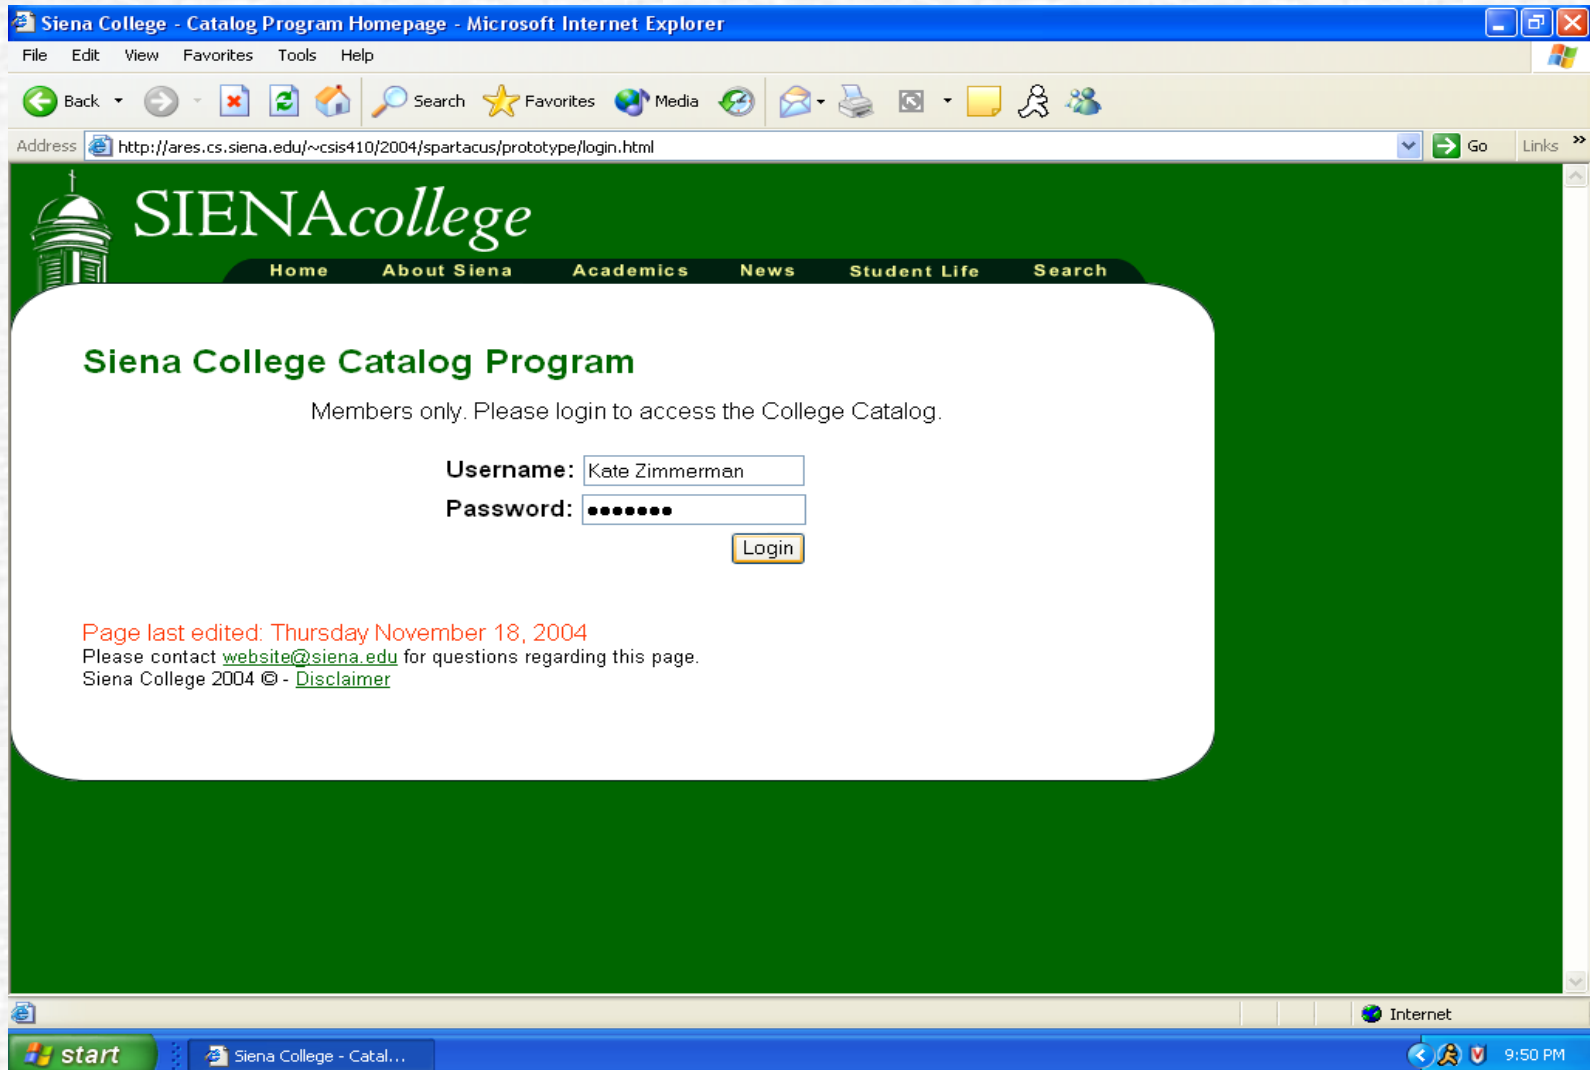 Siena College - Catalog Program Homepage - Microsoft Internet Explorer
File Edit View Favorites Tools Help
Back Search Favorites Media
Address http://ares.cs.siena.edu/~csis410/2004/spartacus/prototype/login.html Go Links »
SIENAcollege
Home About Siena Academics News Student Life Search
Siena College Catalog Program
Members only. Please login to access the College Catalog.
Username: Kate Zimmerman
Password: •••••••
Login
Page last edited: Thursday November 18, 2004
Please contact website@siena.edu for questions regarding this page.
Siena College 2004 © - Disclaimer
Internet
start Siena College - Catal... 9:50 PM